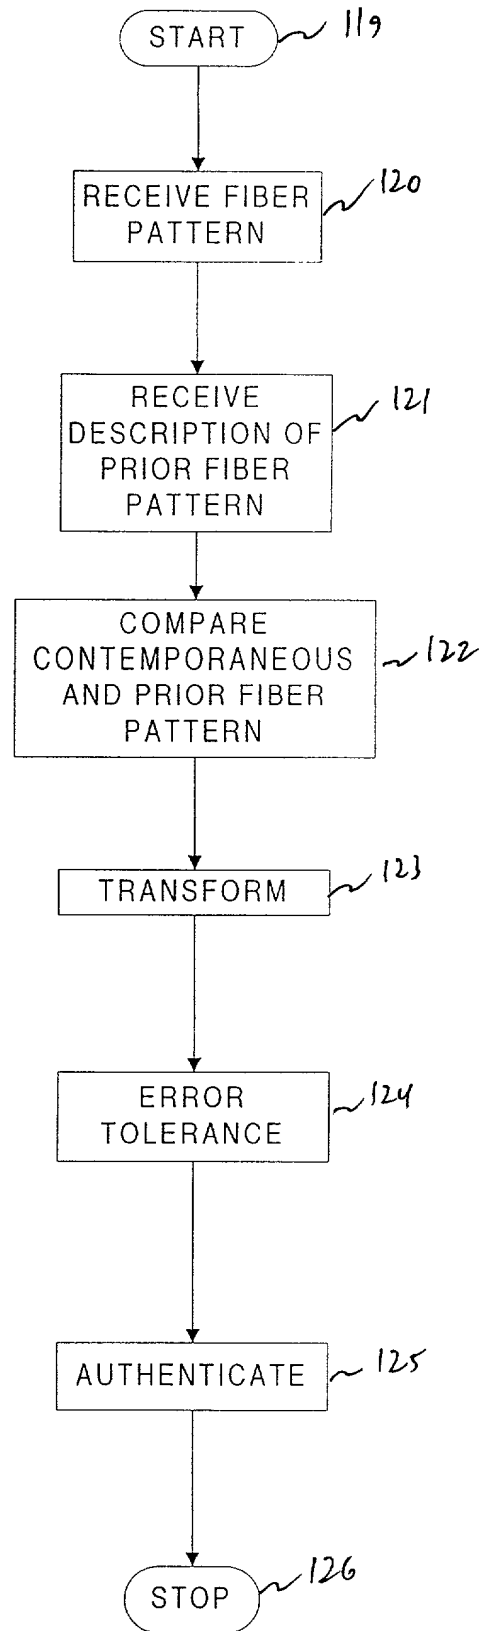 START
119
RECEIVE FIBER
PATTERN
120
RECEIVE
DESCRIPTION OF
PRIOR FIBER
PATTERN
121
COMPARE
CONTEMPORANEOUS
AND PRIOR FIBER
PATTERN
122
TRANSFORM
123
ERROR
TOLERANCE
124
AUTHENTICATE
125
STOP
126